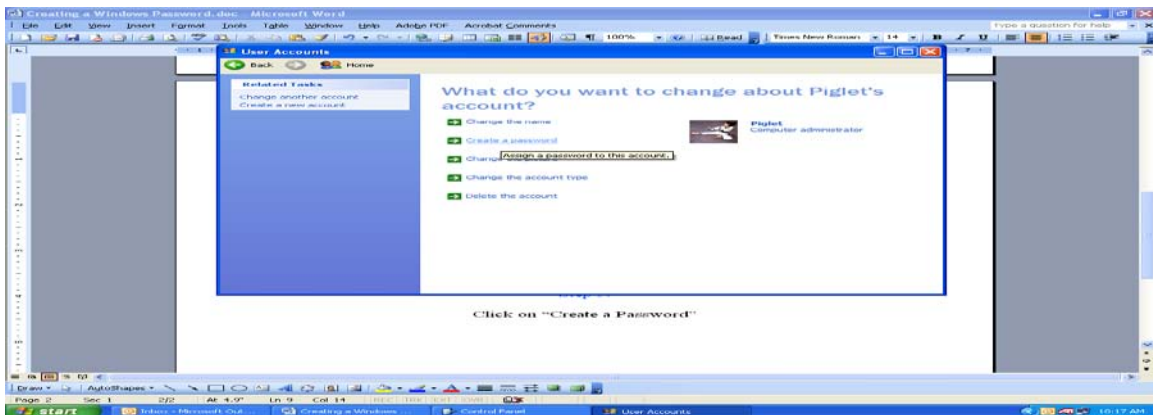 Creating a Windows Password.doc - Microsoft Word
File Edit View Insert Format Tools Table Window Help Adobe PDF Acrobat Comments Type a question for help
100% Read Times New Roman 14 B I U
User Accounts
Back Home
Related Tasks
Change another account
Create a new account
What do you want to change about Piglet's
account?
Change the name
Create a password
Assign a password to this account.
Change the account type
Delete the account
Piglet
Computer administrator
Click on "Create a Password"
Draw AutoShapes
Page 2 Sec 1 2/2 At 4.9" Ln 9 Col 14
start Inbox - Microsoft Out... Creating a Windows ... Control Panel User Accounts 10:17 AM